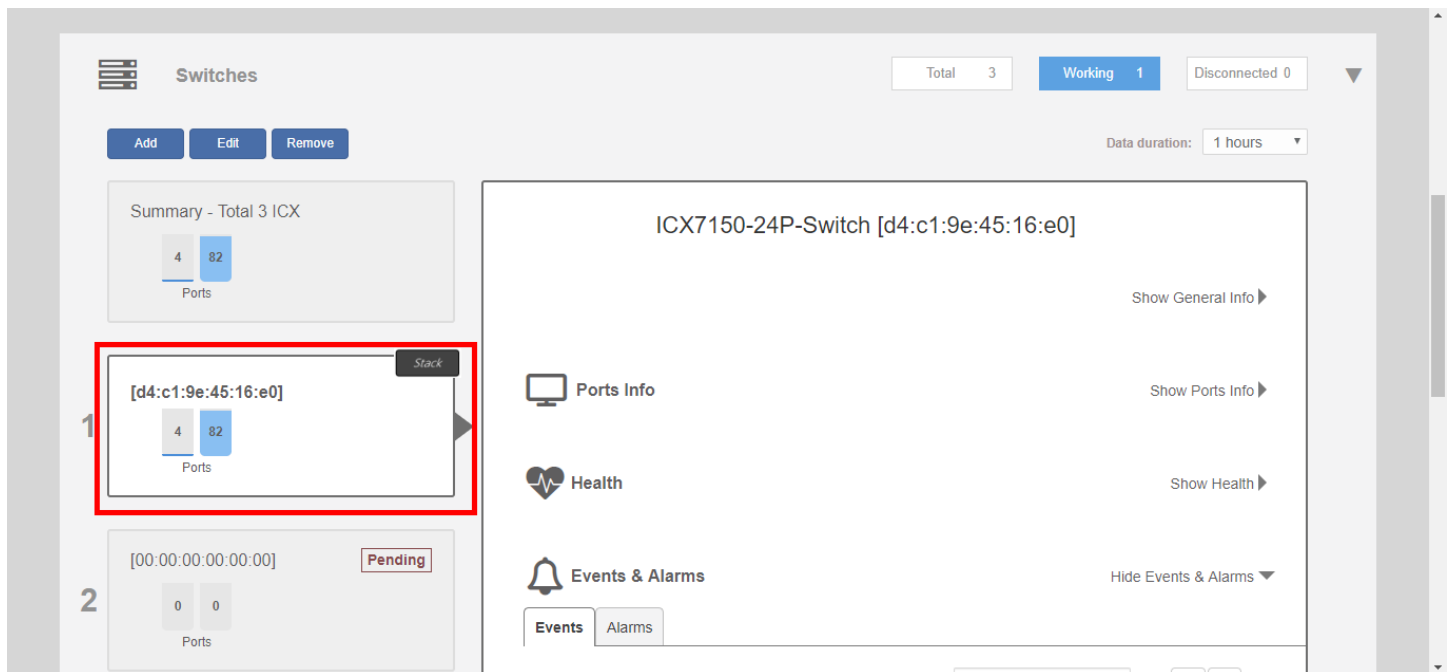 Switches
Total 3
Working 1
Disconnected 0
Add
Edit
Remove
Data duration: 1 hours
Summary - Total 3 ICX
4 82
Ports
Stack
[d4:c1:9e:45:16:e0]
1
4 82
Ports
[00:00:00:00:00:00]
Pending
2
0 0
Ports
ICX7150-24P-Switch [d4:c1:9e:45:16:e0]
Show General Info
Ports Info
Show Ports Info
Health
Show Health
Events & Alarms
Hide Events & Alarms
Events
Alarms